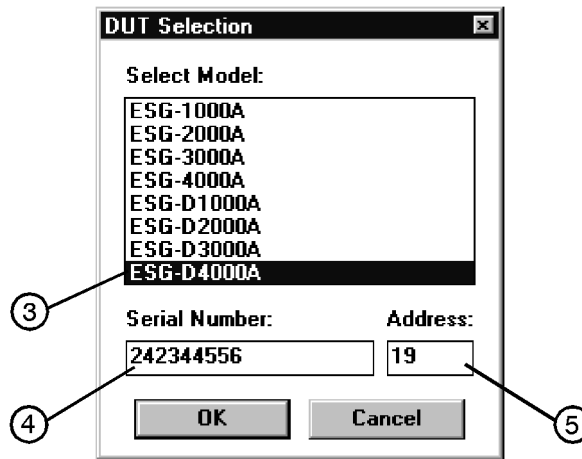 DUT Selection
Select Model:
ESG-1000A
ESG-2000A
ESG-3000A
ESG-4000A
ESG-D1000A
ESG-D2000A
ESG-D3000A
ESG-D4000A
3
Serial Number: Address:
242344556 19
4 OK Cancel 5